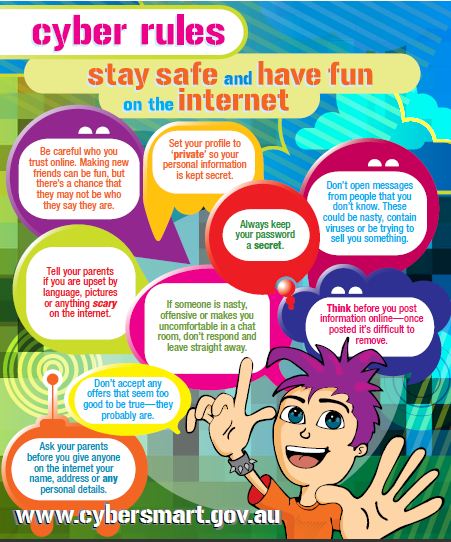 cyber rules
stay safe and have fun
on the internet
Be careful who you
trust online. Making new
friends can be fun, but
there's a chance that
they may not be who
they say they are.
Set your profile to
'private' so your
personal information
is kept secret.
Don't open messages
from people that you
don't know. These
could be nasty, contain
viruses or be trying to
sell you something.
Always keep
your password
a secret.
Tell your parents
if you are upset by
language, pictures
or anything scary
on the internet.
If someone is nasty,
offensive or makes you
uncomfortable in a chat
room, don't respond and
leave straight away.
Think before you post
information online—once
posted it's difficult to
remove.
Don't accept any
offers that seem too
good to be true—they
probably are.
Ask your parents
before you give anyone
on the internet your
name, address or any
personal details.
www.cybersmart.gov.au